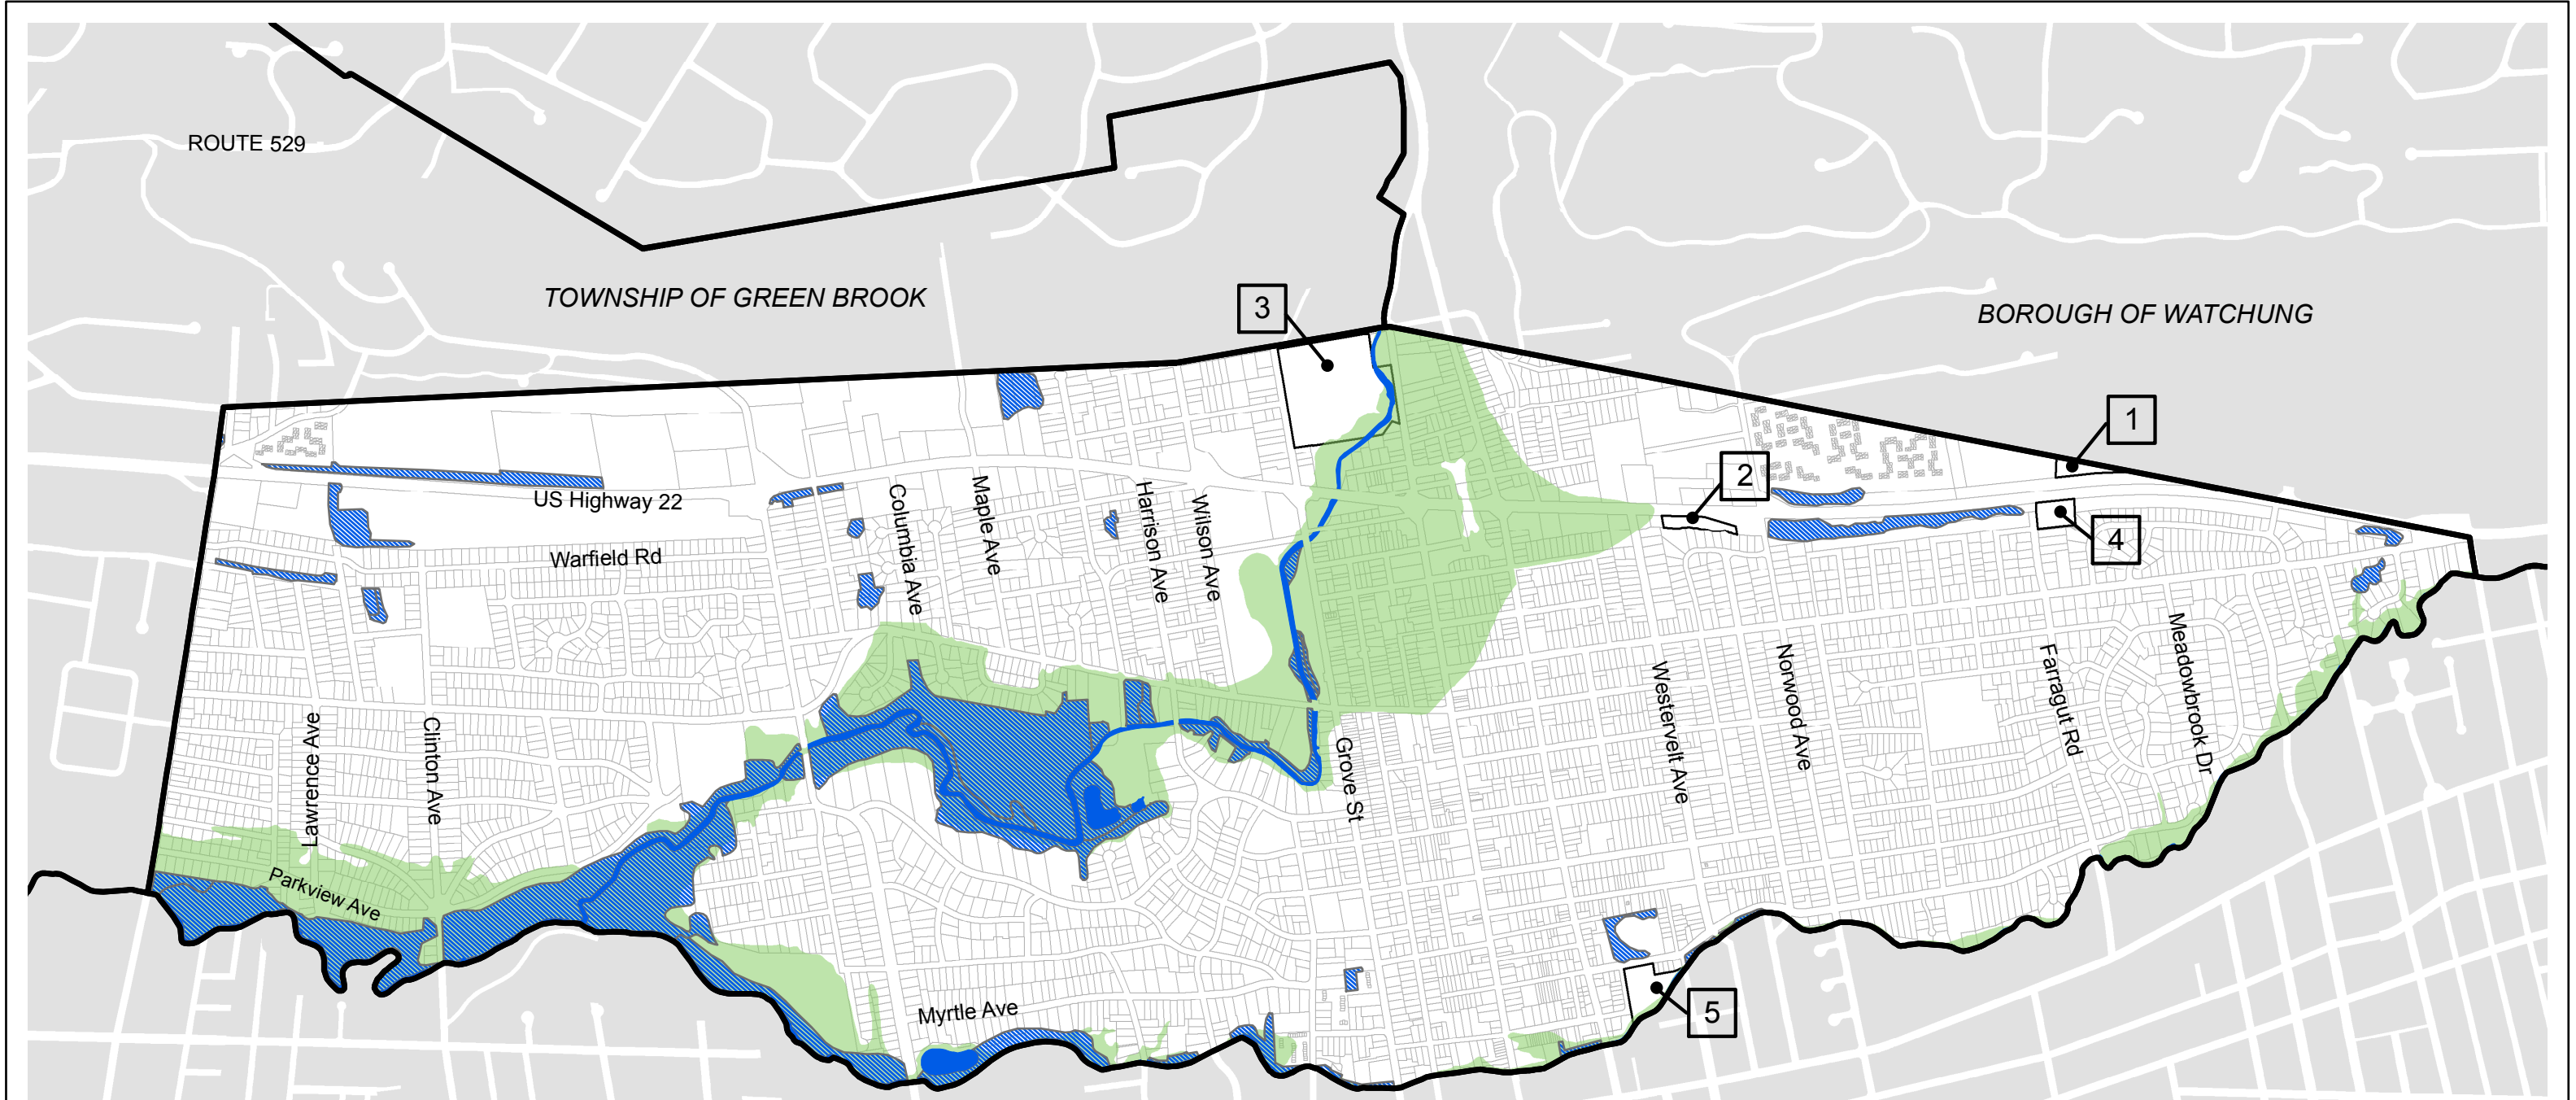 ROUTE 529
TOWNSHIP OF GREEN BROOK
3
BOROUGH OF WATCHUNG
1
2
4
US Highway 22
Warfield Rd
Columbia Ave
Maple Ave
Harrison Ave
Wilson Ave
Lawrence Ave
Clinton Ave
Parkview Ave
Grove St
Westervelt Ave
Norwood Ave
Farragut Rd
Meadowbrook Dr
Myrtle Ave
5